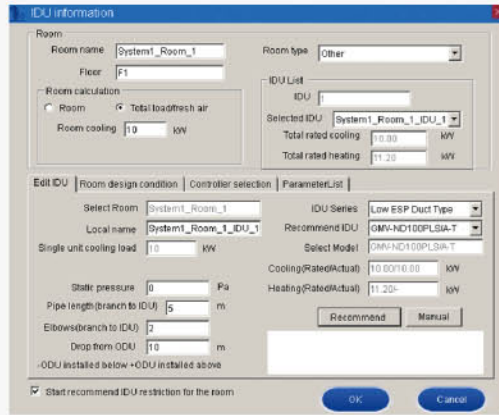 IDU information
Room
Room name System1_Room_1
Room type Other
Floor F1
Room calculation
Room Total load/fresh air
Room cooling 10 kW
IDU List
IDU 1
Selected IDU System1_Room_1_IDU_1
Total rated cooling 10.00 kW
Total rated heating 11.20 kW
Edit IDU Room design condition Controller selection ParameterList
Select Room System1_Room_1
IDU Series Low ESP Duct Type
Local name System1_Room_1_IDU_1
Recommend IDU GMV-ND100PLS/A-T
Single unit cooling load 10 kW
Select Model GMV-ND100PLS/A-T
Cooling(Rated/Actual) 10.00/10.00 kW
Static pressure 0 Pa
Heating(Rated/Actual) 11.20/- kW
Pipe length(branch to IDU) 5 m
Recommend Manual
Elbows(branch to IDU) 2
Drop from ODU 10 m
-ODU installed below +ODU installed above
Start recommend IDU restriction for the room
OK Cancel